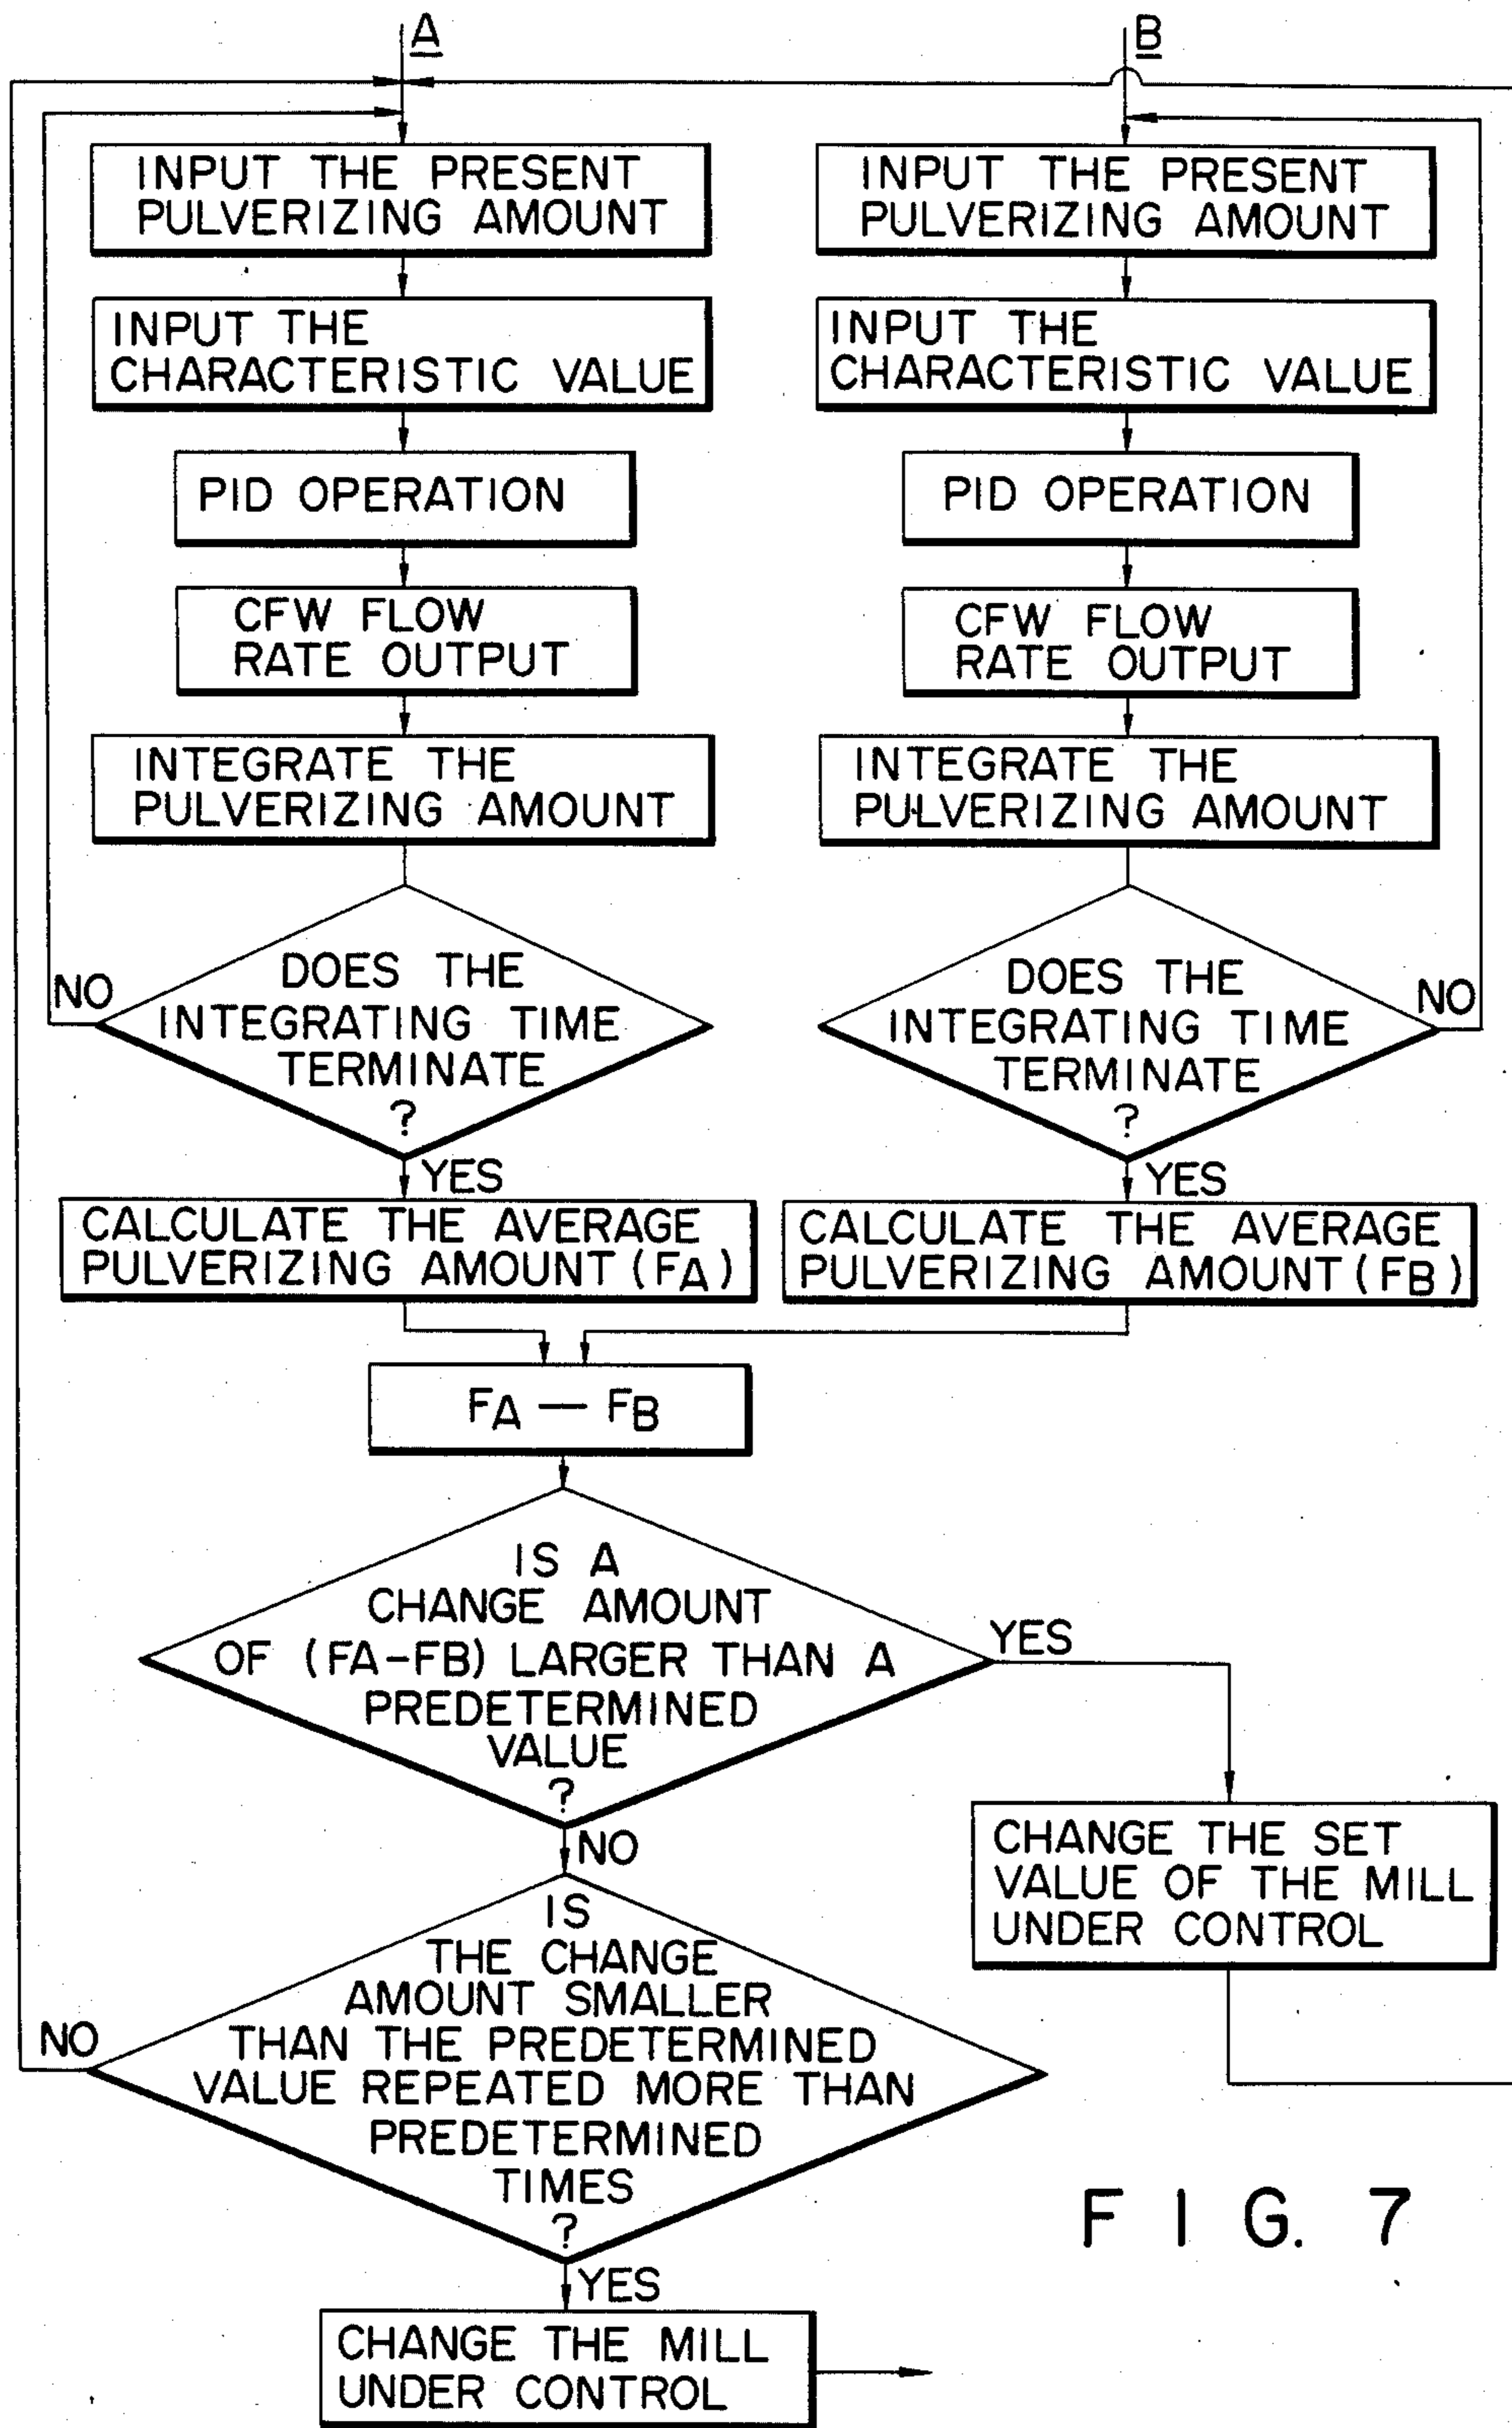 A
INPUT THE PRESENT
PULVERIZING AMOUNT
INPUT THE
CHARACTERISTIC VALUE
PID OPERATION
CFW FLOW
RATE OUTPUT
INTEGRATE THE
PULVERIZING AMOUNT
DOES THE
INTEGRATING TIME
TERMINATE
?
NO
YES
CALCULATE THE AVERAGE
PULVERIZING AMOUNT (FA)
B
INPUT THE PRESENT
PULVERIZING AMOUNT
INPUT THE
CHARACTERISTIC VALUE
PID OPERATION
CFW FLOW
RATE OUTPUT
INTEGRATE THE
PULVERIZING AMOUNT
DOES THE
INTEGRATING TIME
TERMINATE
?
NO
YES
CALCULATE THE AVERAGE
PULVERIZING AMOUNT (FB)
FA — FB
IS A
CHANGE AMOUNT
OF (FA-FB) LARGER THAN A
PREDETERMINED
VALUE
?
YES
CHANGE THE SET
VALUE OF THE MILL
UNDER CONTROL
NO
IS
THE CHANGE
AMOUNT SMALLER
THAN THE PREDETERMINED
VALUE REPEATED MORE THAN
PREDETERMINED
TIMES
?
NO
YES
CHANGE THE MILL
UNDER CONTROL
FIG. 7